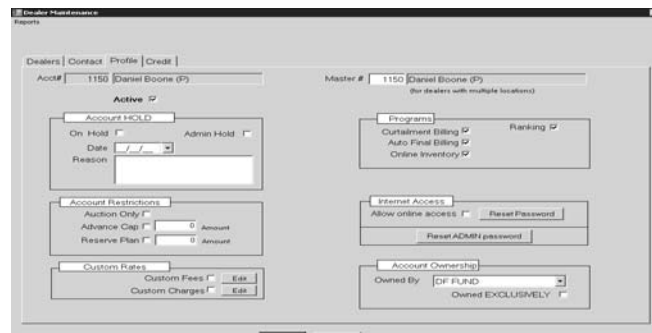 Dealer Maintenance
Reports
Dealers Contact Profile Credit
Acct# 1150 Daniel Boone (P)
Master # 1150 Daniel Boone (P)
(for dealers with multiple locations)
Active
Account HOLD
On Hold Admin Hold
Date _/_/_
Reason
Programs
Curtailment Billing Ranking
Auto Final Billing
Online Inventory
Account Restrictions
Auction Only
Advance Cap 0 Amount
Reserve Plan 0 Amount
Internet Access
Allow online access Reset Password
Reset ADMIN password
Custom Rates
Custom Fees Edit
Custom Charges Edit
Account Ownership
Owned By DF FUND
Owned EXCLUSIVELY